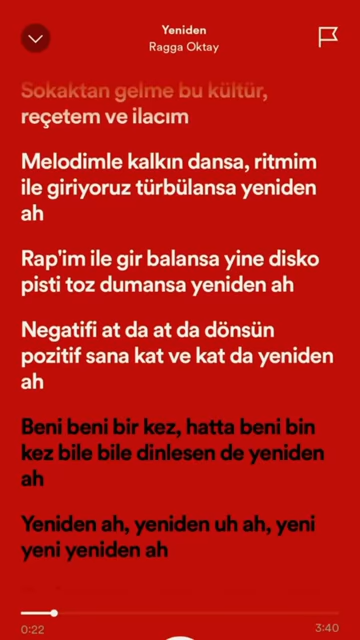 Yeniden
Ragga Oktay
Sokaktan gelme bu kültür,
reçetem ve ilacım
Melodimle kalkın dansa, ritmim
ile giriyoruz türbülansa yeniden
ah
Rap'im ile gir balansa yine disko
pisti toz dumansa yeniden ah
Negatifi at da at da dönsün
pozitif sana kat ve kat da yeniden
ah
Beni beni bir kez, hatta beni bin
kez bile bile dinlesen de yeniden
ah
Yeniden ah, yeniden uh ah, yeni
yeni yeniden ah
0:22
3:40